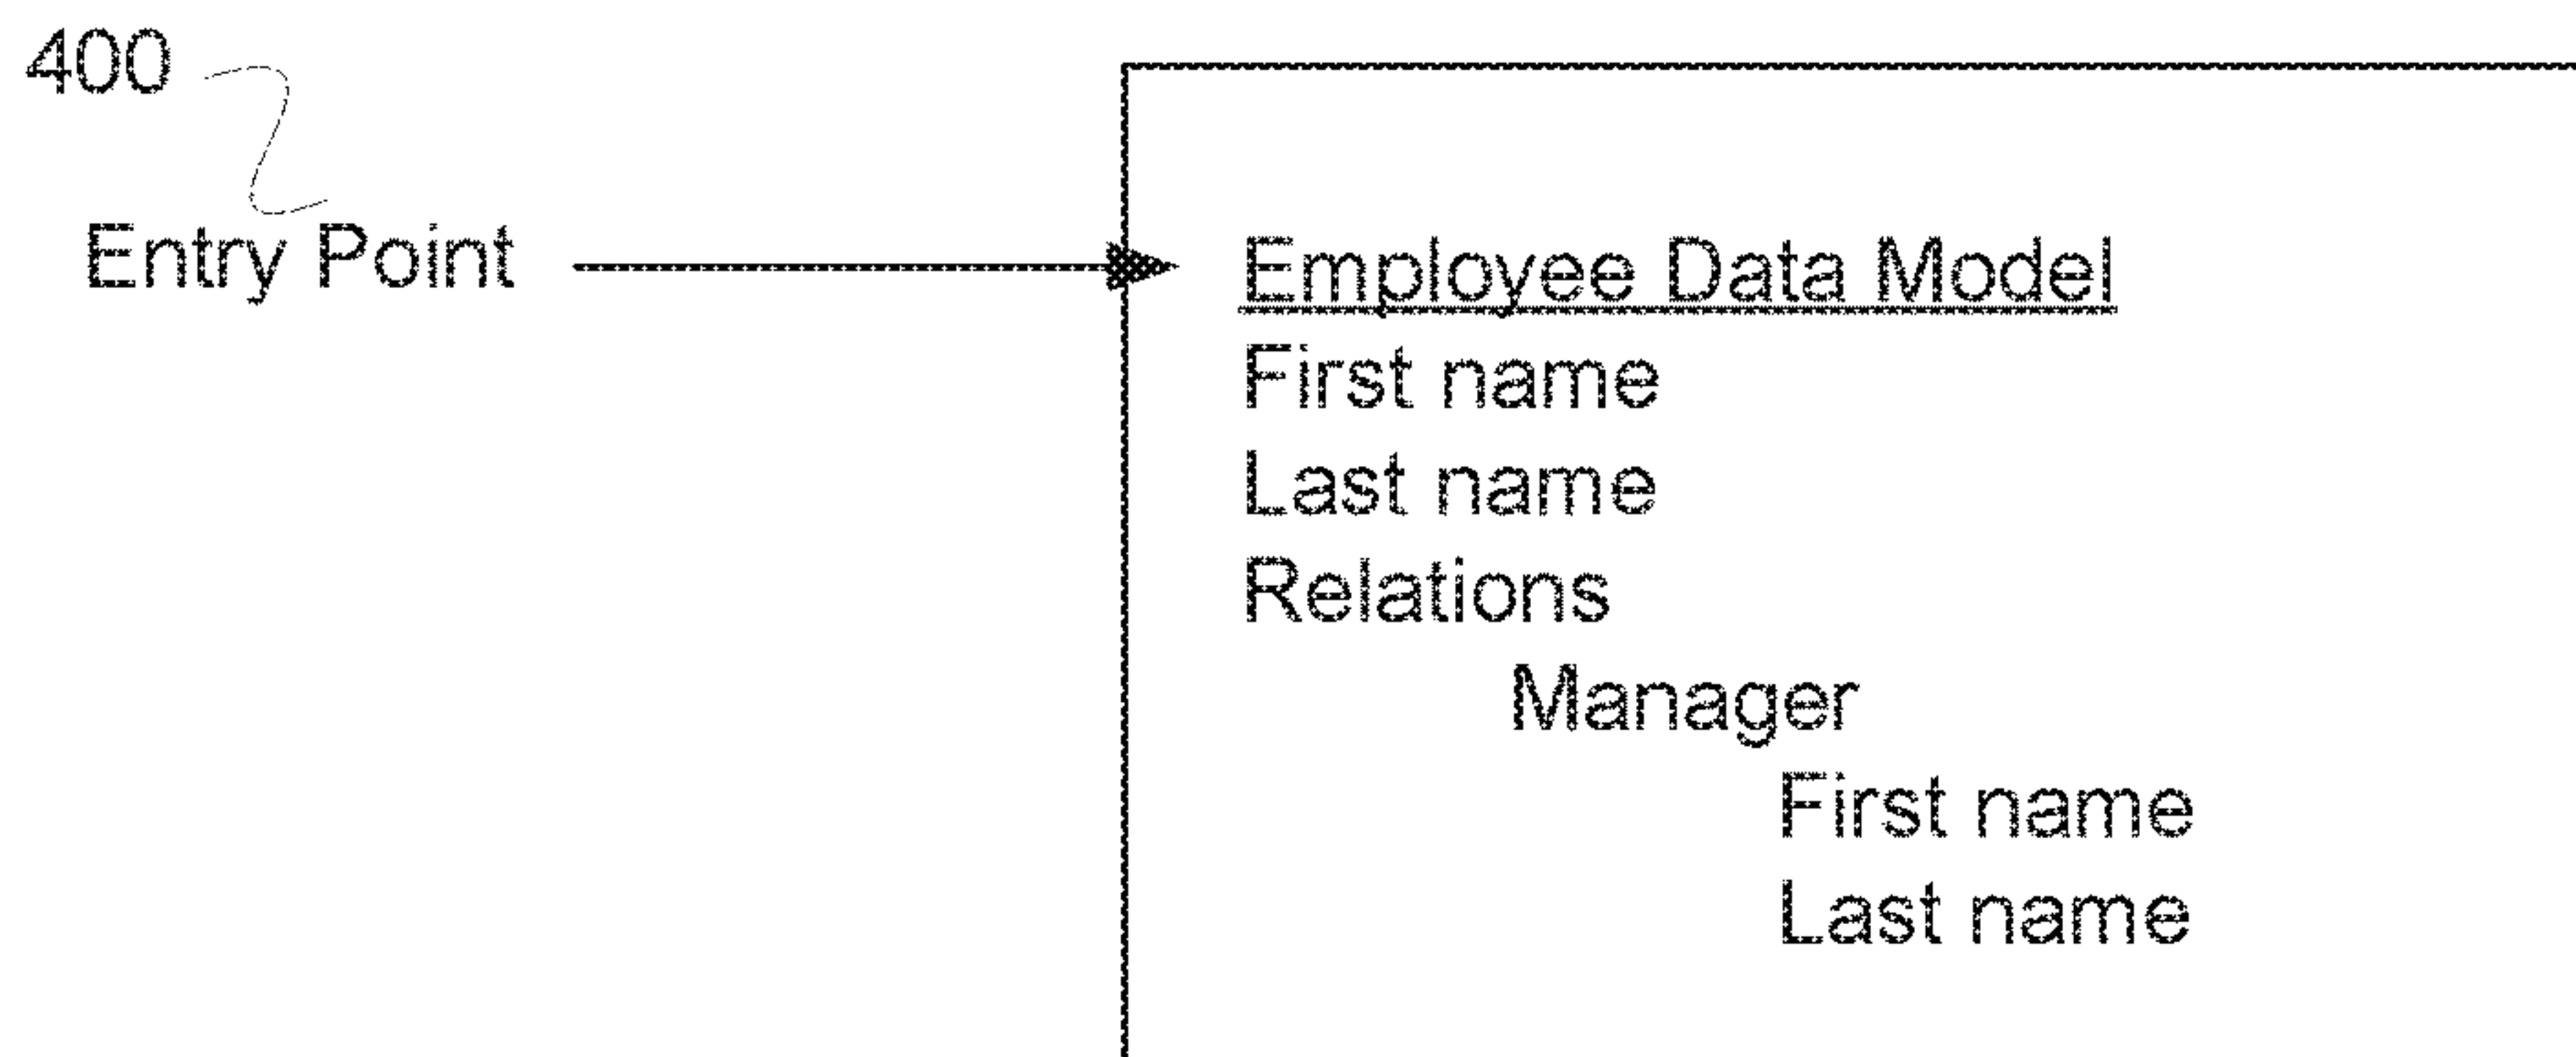 400
Entry Point
Employee Data Model
First name
Last name
Relations
Manager
First name
Last name